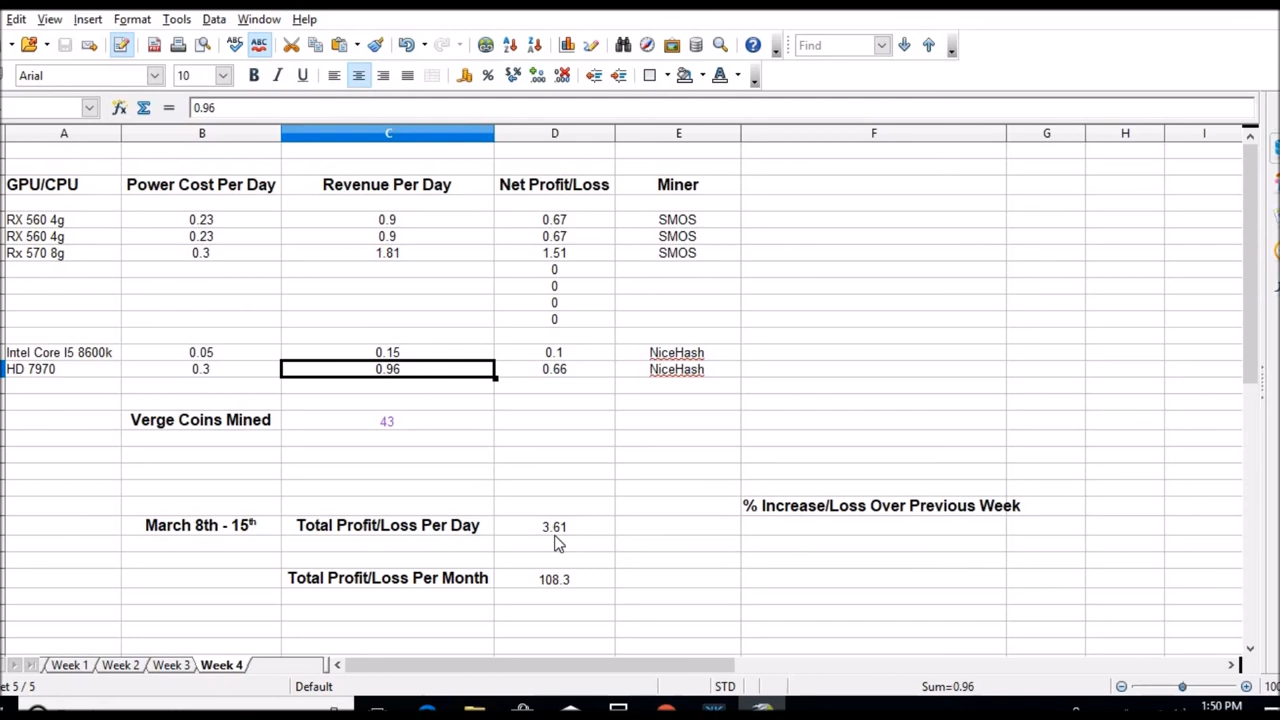 Edit View Insert Format Tools Data Window Help
ABC ABC Find
Arial 10 B I U
0.96
A B C D E F G H I
GPU/CPU Power Cost Per Day Revenue Per Day Net Profit/Loss Miner
RX 560 4g 0.23 0.9 0.67 SMOS
RX 560 4g 0.23 0.9 0.67 SMOS
Rx 570 8g 0.3 1.81 1.51 SMOS
0
0
0
0
Intel Core I5 8600k 0.05 0.15 0.1 NiceHash
HD 7970 0.3 0.96 0.66 NiceHash
Verge Coins Mined 43
% Increase/Loss Over Previous Week
March 8th - 15th Total Profit/Loss Per Day 3.61
Total Profit/Loss Per Month 108.3
Week 1 Week 2 Week 3 Week 4
et 5 / 5 Default STD Sum=0.96 100
1:50 PM